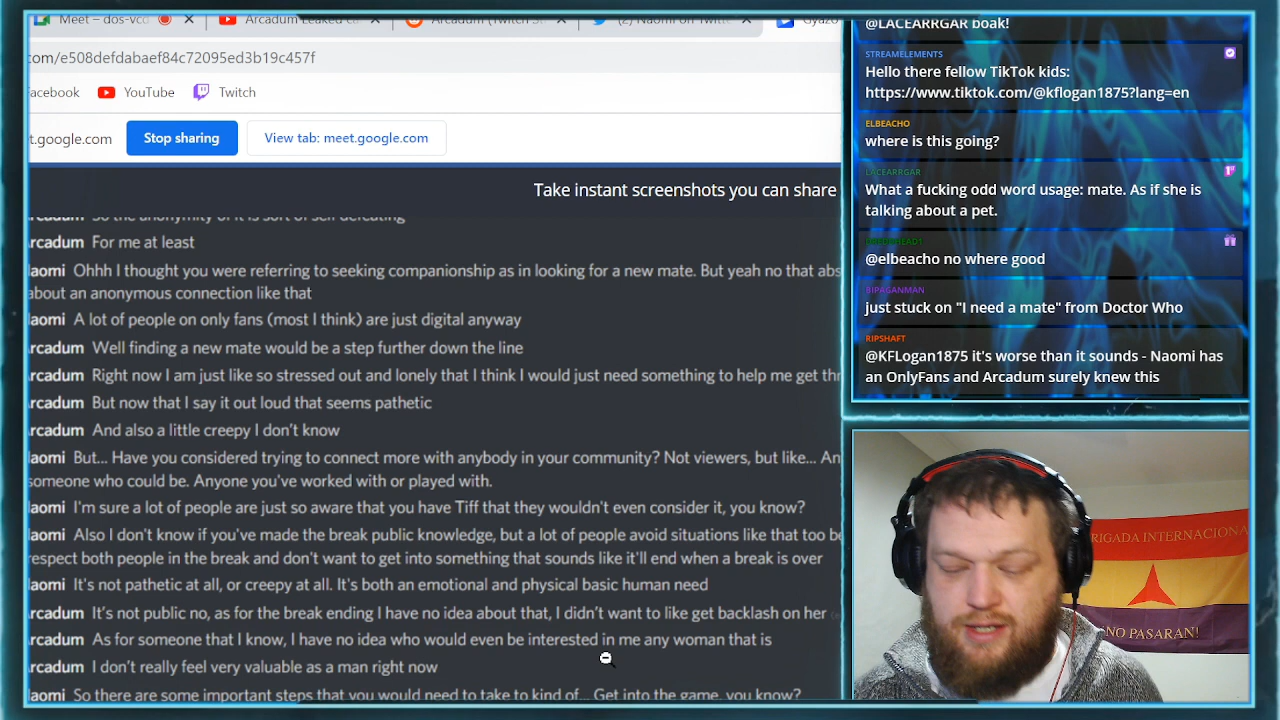 Meet – dos-vco
Arcadum Leaked c
Arcadum (Twitch St
(2) Naomi on Twitte
Gyazo
com/e508defdabaef84c72095ed3b19c457f
acebook
YouTube
Twitch
t.google.com
Stop sharing
View tab: meet.google.com
Take instant screenshots you can share
rcadum So the anonymity of it is sort of self defeating
rcadum For me at least
aomi Ohhh I thought you were referring to seeking companionship as in looking for a new mate. But yeah no that abs
about an anonymous connection like that
aomi A lot of people on only fans (most I think) are just digital anyway
rcadum Well finding a new mate would be a step further down the line
rcadum Right now I am just like so stressed out and lonely that I think I would just need something to help me get thr
rcadum But now that I say it out loud that seems pathetic
rcadum And also a little creepy I don't know
aomi But... Have you considered trying to connect more with anybody in your community? Not viewers, but like... An
someone who could be. Anyone you've worked with or played with.
aomi I'm sure a lot of people are just so aware that you have Tiff that they wouldn't even consider it, you know?
aomi Also I don't know if you've made the break public knowledge, but a lot of people avoid situations like that too be
respect both people in the break and don't want to get into something that sounds like it'll end when a break is over
aomi It's not pathetic at all, or creepy at all. It's both an emotional and physical basic human need
rcadum It's not public no, as for the break ending I have no idea about that, I didn't want to like get backlash on her
rcadum As for someone that I know, I have no idea who would even be interested in me any woman that is
rcadum I don't really feel very valuable as a man right now
aomi So there are some important steps that you would need to take to kind of... Get into the game, you know?
@LACEARRGAR boak!
STREAMELEMENTS
Hello there fellow TikTok kids:
https://www.tiktok.com/@kflogan1875?lang=en
ELBEACHO
where is this going?
LACEARRGAR
What a fucking odd word usage: mate. As if she is
talking about a pet.
@elbeacho no where good
BIPAGANMAN
just stuck on "I need a mate" from Doctor Who
RIPSHAFT
@KFLogan1875 it's worse than it sounds - Naomi has
an OnlyFans and Arcadum surely knew this
RIGADA INTERNACIONA
NO PASARAN!